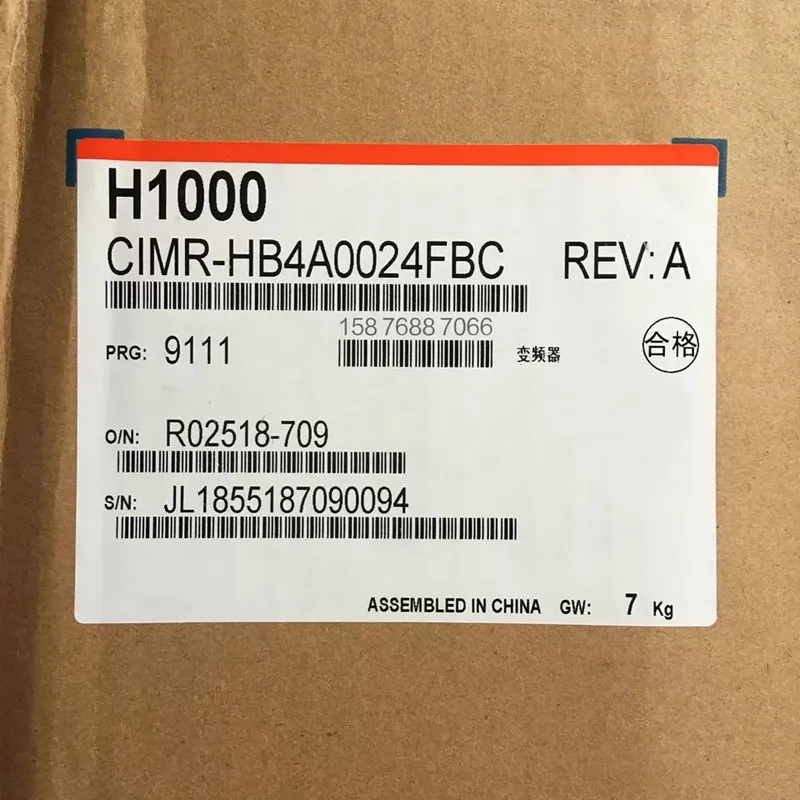 H1000
CIMR-HB4A0024FBC REV: A
158 7688 7066
PRG: 9111 变频器 合格
O/N: R02518-709
S/N: JL1855187090094
ASSEMBLED IN CHINA GW: 7 Kg